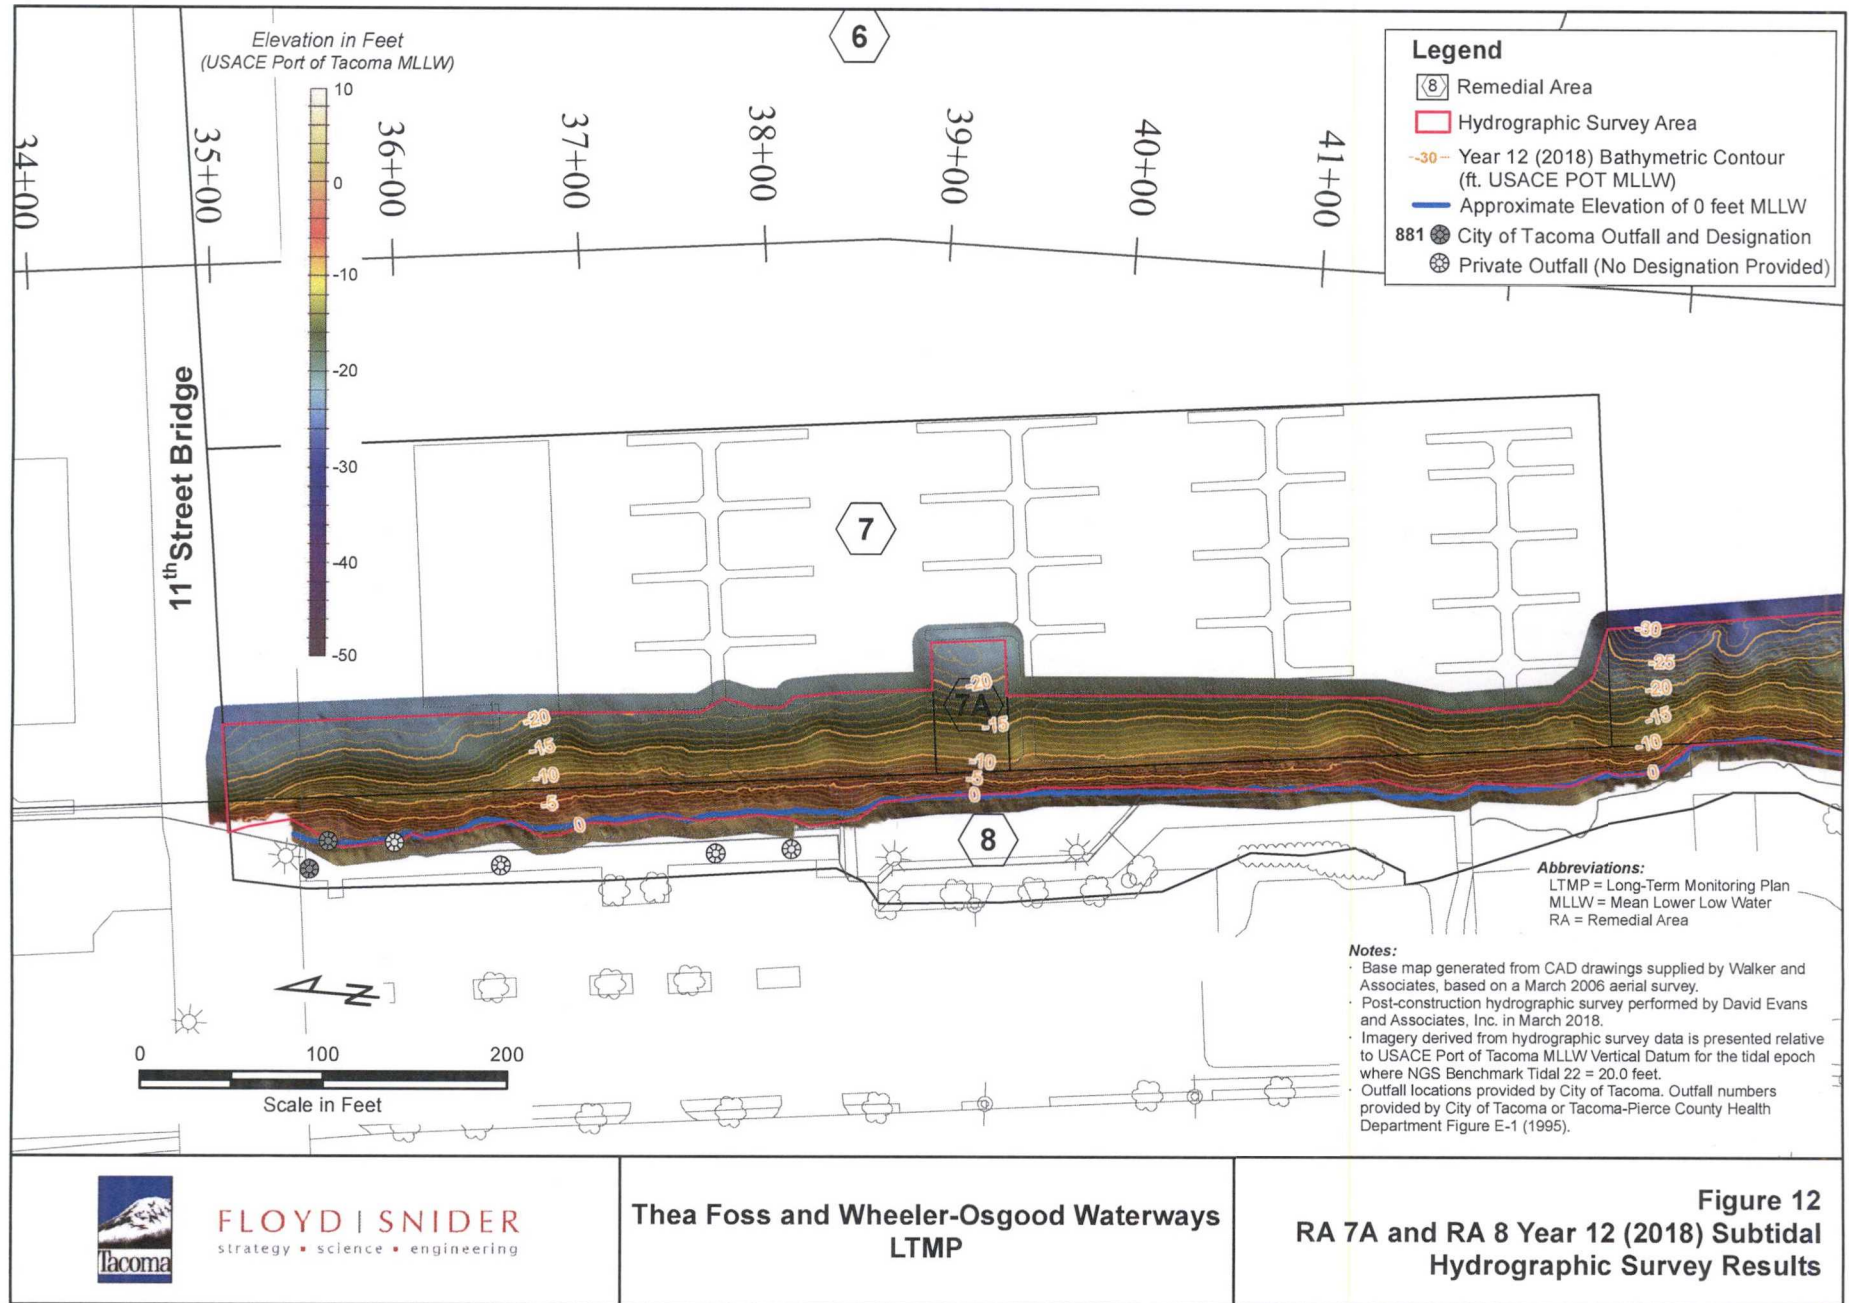 Elevation in Feet
(USACE Port of Tacoma MLLW)
10
0
-10
-20
-30
-40
-50
6
34+00
35+00
36+00
37+00
38+00
39+00
40+00
41+00
Legend
8 Remedial Area
Hydrographic Survey Area
-30 Year 12 (2018) Bathymetric Contour
(ft. USACE POT MLLW)
Approximate Elevation of 0 feet MLLW
881 City of Tacoma Outfall and Designation
Private Outfall (No Designation Provided)
11th Street Bridge
7
-20
-15
-10
-5
0
-20
7A
-15
-10
-5
0
-30
-25
-20
-15
-10
0
8
Abbreviations:
LTMP = Long-Term Monitoring Plan
MLLW = Mean Lower Low Water
RA = Remedial Area
Notes:
· Base map generated from CAD drawings supplied by Walker and
Associates, based on a March 2006 aerial survey.
· Post-construction hydrographic survey performed by David Evans
and Associates, Inc. in March 2018.
· Imagery derived from hydrographic survey data is presented relative
to USACE Port of Tacoma MLLW Vertical Datum for the tidal epoch
where NGS Benchmark Tidal 22 = 20.0 feet.
· Outfall locations provided by City of Tacoma. Outfall numbers
provided by City of Tacoma or Tacoma-Pierce County Health
Department Figure E-1 (1995).
N
0 100 200
Scale in Feet
Tacoma
FLOYD | SNIDER
strategy ▪ science ▪ engineering
Thea Foss and Wheeler-Osgood Waterways
LTMP
Figure 12
RA 7A and RA 8 Year 12 (2018) Subtidal
Hydrographic Survey Results